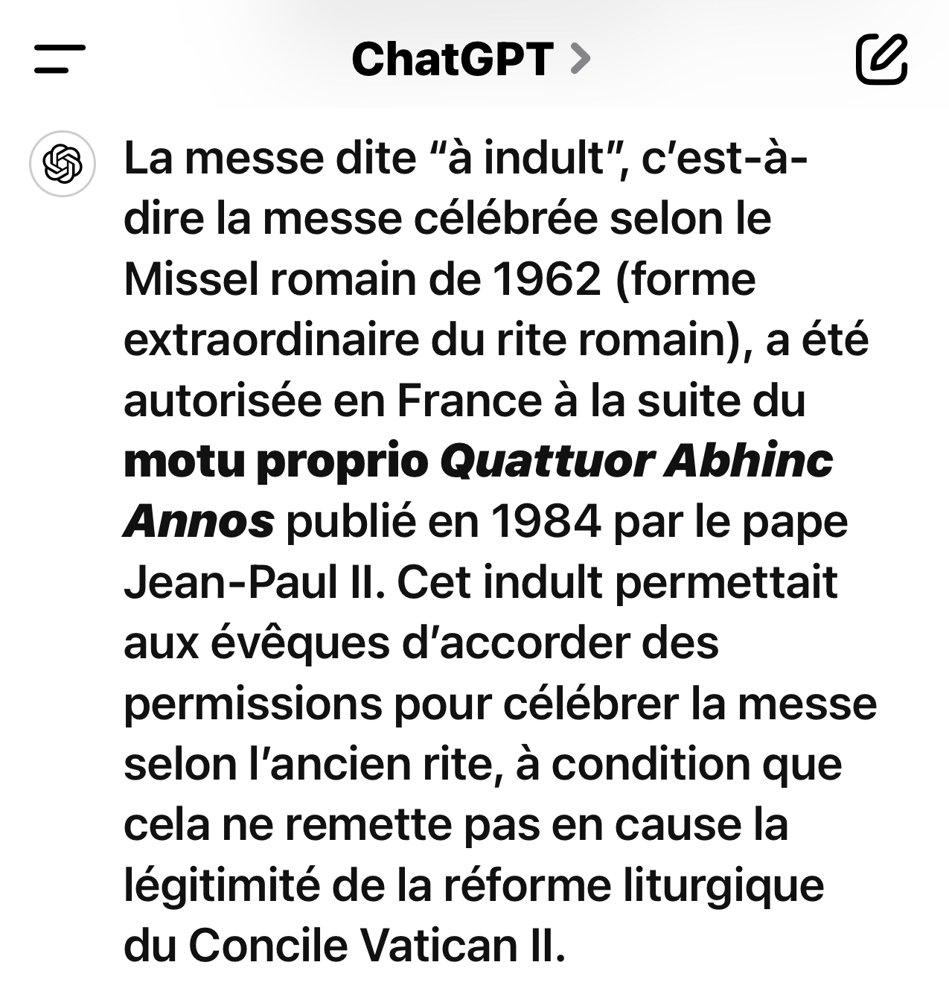 ChatGPT
La messe dite “à indult”, c’est-à-
dire la messe célébrée selon le
Missel romain de 1962 (forme
extraordinaire du rite romain), a été
autorisée en France à la suite du
motu proprio Quattuor Abhinc
Annos publié en 1984 par le pape
Jean-Paul II. Cet indult permettait
aux évêques d’accorder des
permissions pour célébrer la messe
selon l’ancien rite, à condition que
cela ne remette pas en cause la
légitimité de la réforme liturgique
du Concile Vatican II.